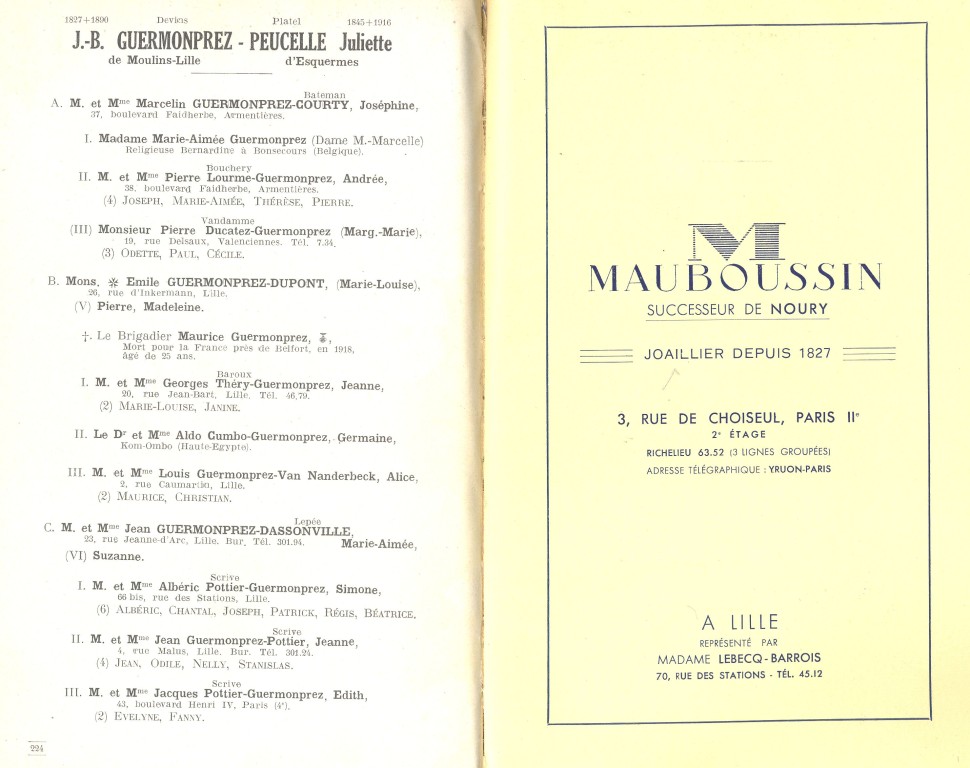 1827+1890 Devios Platel 1845+1916
J.-B. GUERMONPREZ - PEUCELLE Juliette
de Moulins-Lille d'Esquermes
Bateman
A. M. et Mme Marcelin GUERMONPREZ-COURTY, Joséphine,
37, boulevard Faidherbe, Armentières.
I. Madame Marie-Aimée Guermonprez (Dame M.-Marcelle)
Religieuse Bernardine à Bonsecours (Belgique).
Bouchery
II. M. et Mme Pierre Lourme-Guermonprez, Andrée,
38, boulevard Faidherbe, Armentières.
(4) JOSEPH, MARIE-AIMÉE, THÉRÈSE, PIERRE.
Vandamme
(III) Monsieur Pierre Ducatez-Guermonprez (Marg.-Marie),
19, rue Delsaux, Valenciennes. Tél. 7.34.
(3) ODETTE, PAUL, CÉCILE.
B. Mons. ✻ Emile GUERMONPREZ-DUPONT, (Marie-Louise),
26, rue d'Inkermann, Lille.
(V) Pierre, Madeleine.
†. Le Brigadier Maurice Guermonprez,
Mort pour la France près de Belfort, en 1918,
âgé de 25 ans.
Baroux
I. M. et Mme Georges Théry-Guermonprez, Jeanne,
20, rue Jean-Bart, Lille. Tél. 46.79.
(2) MARIE-LOUISE, JANINE.
II. Le Dr et Mme Aldo Cumbo-Guermonprez, Germaine,
Kom-Ombo (Haute-Egypte).
III. M. et Mme Louis Guermonprez-Van Nanderbeck, Alice,
2, rue Caumartin, Lille.
(2) MAURICE, CHRISTIAN.
Lepée
C. M. et Mme Jean GUERMONPREZ-DASSONVILLE,
23, rue Jeanne-d'Arc, Lille. Bur. Tél. 301.94. Marie-Aimée,
(VI) Suzanne.
Scrive
I. M. et Mme Albéric Pottier-Guermonprez, Simone,
66 bis, rue des Stations, Lille.
(6) ALBÉRIC, CHANTAL, JOSEPH, PATRICK, RÉGIS, BÉATRICE.
Scrive
II. M. et Mme Jean Guermonprez-Pottier, Jeanne,
4, rue Malus, Lille. Bur. Tél. 301.24.
(4) JEAN, ODILE, NELLY, STANISLAS.
Scrive
III. M. et Mme Jacques Pottier-Guermonprez, Edith,
43, boulevard Henri IV, Paris (4e).
(2) EVELYNE, FANNY.
224
M
MAUBOUSSIN
SUCCESSEUR DE NOURY
JOAILLIER DEPUIS 1827
3, RUE DE CHOISEUL, PARIS IIe
2e ÉTAGE
RICHELIEU 63.52 (3 LIGNES GROUPÉES)
ADRESSE TÉLÉGRAPHIQUE : YRUON-PARIS
A LILLE
REPRÉSENTÉ PAR
MADAME LEBECQ-BARROIS
70, RUE DES STATIONS - TÉL. 45.12